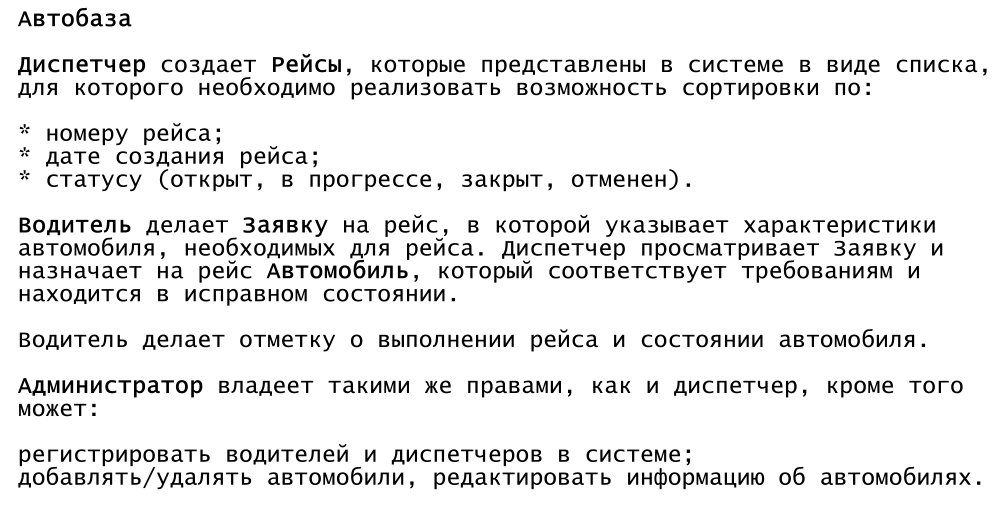 Автобаза
Диспетчер создает Рейсы, которые представлены в системе в виде списка,
для которого необходимо реализовать возможность сортировки по:
* номеру рейса;
* дате создания рейса;
* статусу (открыт, в прогрессе, закрыт, отменен).
Водитель делает Заявку на рейс, в которой указывает характеристики
автомобиля, необходимых для рейса. Диспетчер просматривает Заявку и
назначает на рейс Автомобиль, который соответствует требованиям и
находится в исправном состоянии.
Водитель делает отметку о выполнении рейса и состоянии автомобиля.
Администратор владеет такими же правами, как и диспетчер, кроме того
может:
регистрировать водителей и диспетчеров в системе;
добавлять/удалять автомобили, редактировать информацию об автомобилях.